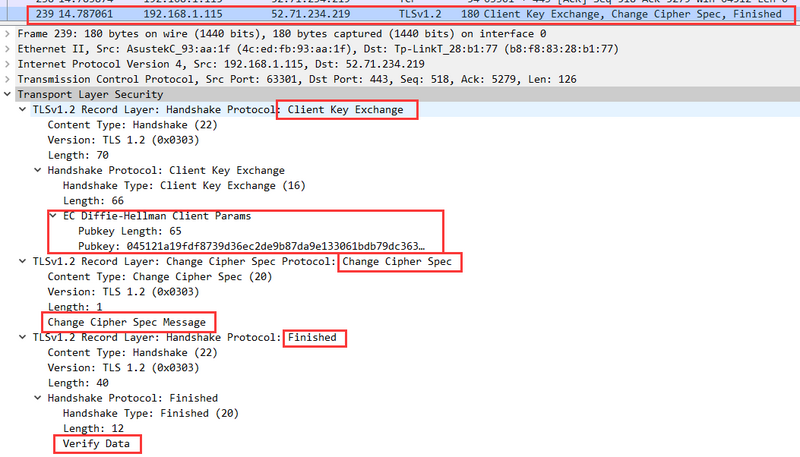 239 14.787061 192.168.1.115 52.71.234.219 TLSv1.2 180 Client Key Exchange, Change Cipher Spec, Finished
Frame 239: 180 bytes on wire (1440 bits), 180 bytes captured (1440 bits) on interface 0
Ethernet II, Src: AsustekC_93:aa:1f (4c:ed:fb:93:aa:1f), Dst: Tp-LinkT_28:b1:77 (b8:f8:83:28:b1:77)
Internet Protocol Version 4, Src: 192.168.1.115, Dst: 52.71.234.219
Transmission Control Protocol, Src Port: 63301, Dst Port: 443, Seq: 518, Ack: 5279, Len: 126
Transport Layer Security
TLSv1.2 Record Layer: Handshake Protocol: Client Key Exchange
Content Type: Handshake (22)
Version: TLS 1.2 (0x0303)
Length: 70
Handshake Protocol: Client Key Exchange
Handshake Type: Client Key Exchange (16)
Length: 66
EC Diffie-Hellman Client Params
Pubkey Length: 65
Pubkey: 045121a19fdf8739d36ec2de9b87da9e133061bdb79dc363…
TLSv1.2 Record Layer: Change Cipher Spec Protocol: Change Cipher Spec
Content Type: Change Cipher Spec (20)
Version: TLS 1.2 (0x0303)
Length: 1
Change Cipher Spec Message
TLSv1.2 Record Layer: Handshake Protocol: Finished
Content Type: Handshake (22)
Version: TLS 1.2 (0x0303)
Length: 40
Handshake Protocol: Finished
Handshake Type: Finished (20)
Length: 12
Verify Data